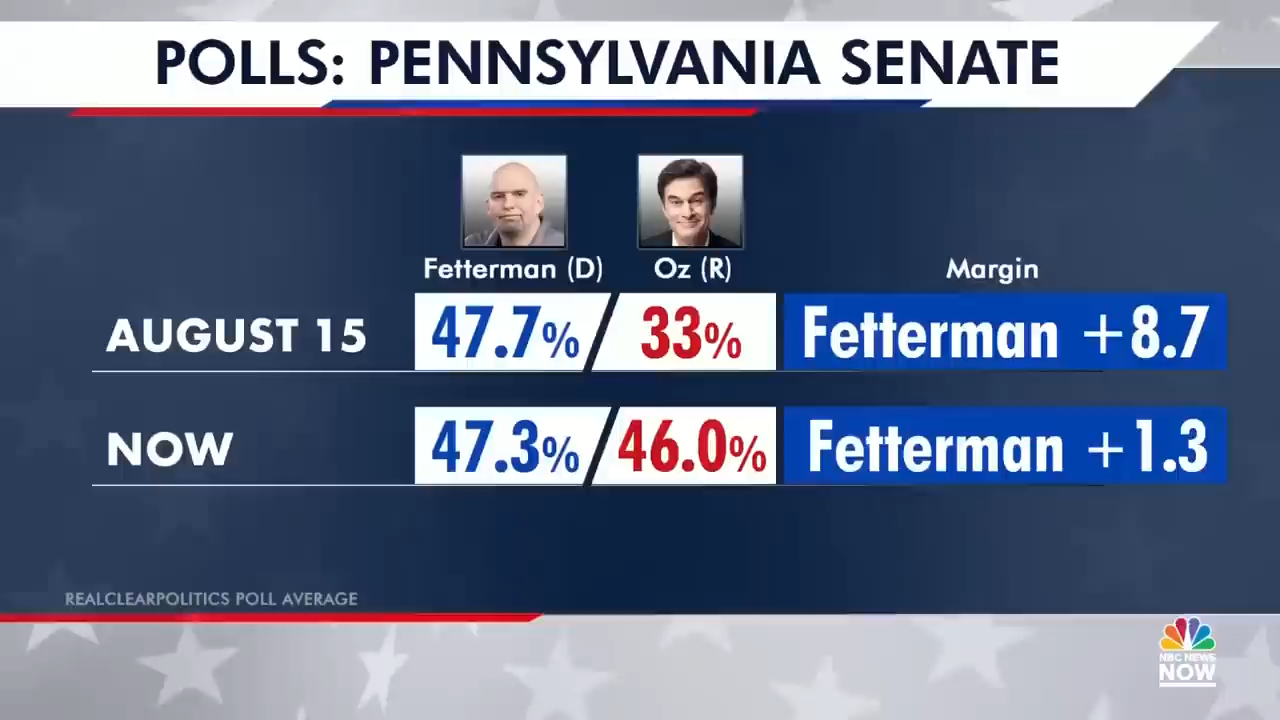 POLLS: PENNSYLVANIA SENATE
Fetterman (D) Oz (R) Margin
AUGUST 15 47.7% 33% Fetterman +8.7
NOW 47.3% 46.0% Fetterman +1.3
REALCLEARPOLITICS POLL AVERAGE
NBC NEWS
NOW